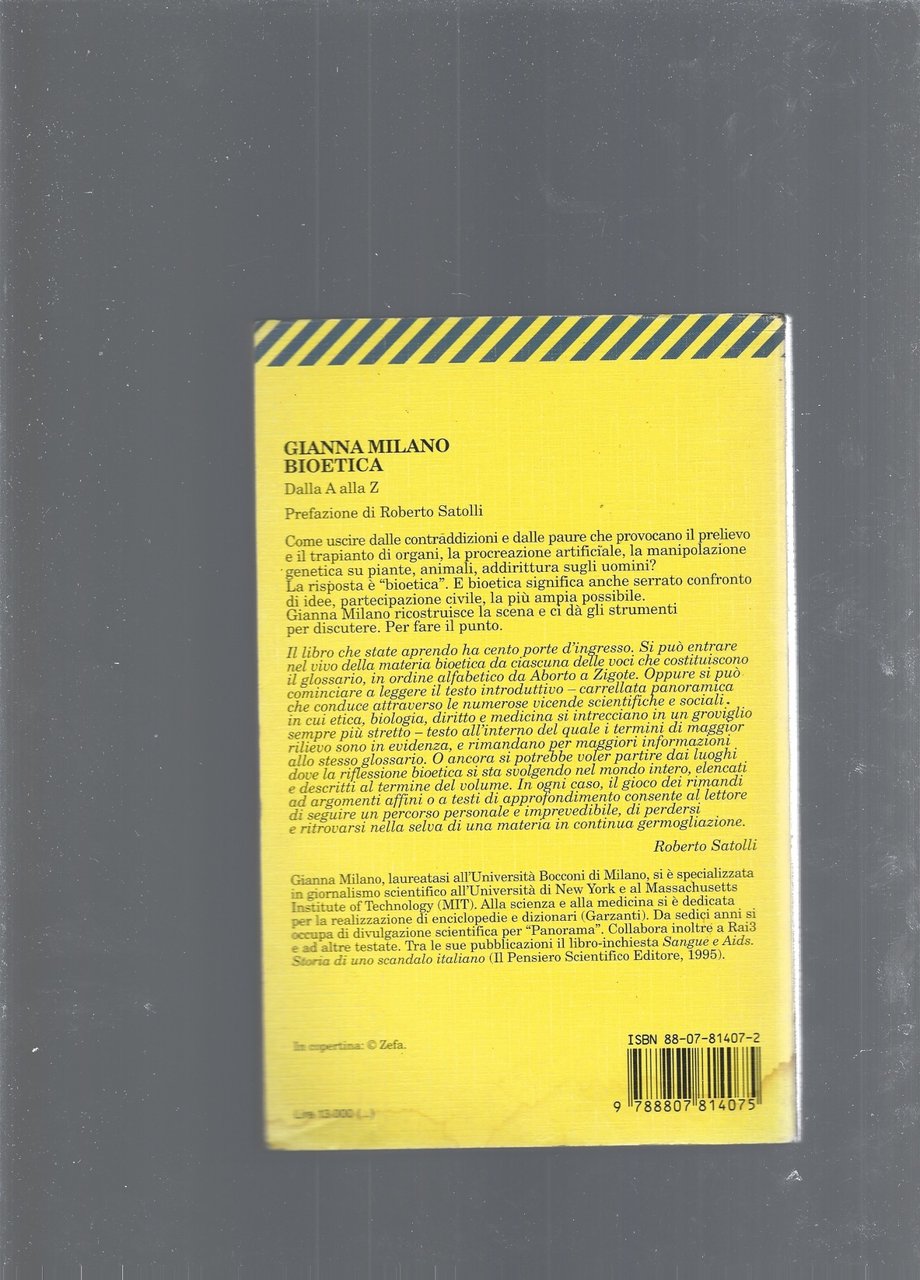 GIANNA MILANO
BIOETICA
Dalla A alla Z
Prefazione di Roberto Satolli
Come uscire dalle contraddizioni e dalle paure che provocano il prelievo
e il trapianto di organi, la procreazione artificiale, la manipolazione
genetica su piante, animali, addirittura sugli uomini?
La risposta è “bioetica”. E bioetica significa anche serrato confronto
di idee, partecipazione civile, la più ampia possibile.
Gianna Milano ricostruisce la scena e ci dà gli strumenti
per discutere. Per fare il punto.
Il libro che state aprendo ha cento porte d’ingresso. Si può entrare
nel vivo della materia bioetica da ciascuna delle voci che costituiscono
il glossario, in ordine alfabetico da Aborto a Zigote. Oppure si può
cominciare a leggere il testo introduttivo – carrellata panoramica
che conduce attraverso le numerose vicende scientifiche e sociali
in cui etica, biologia, diritto e medicina si intrecciano in un groviglio
sempre più stretto – testo all’interno del quale i termini di maggior
rilievo sono in evidenza, e rimandano per maggiori informazioni
allo stesso glossario. O ancora si potrebbe voler partire dai luoghi
dove la riflessione bioetica si sta svolgendo nel mondo intero, elencati
e descritti al termine del volume. In ogni caso, il gioco dei rimandi
ad argomenti affini o a testi di approfondimento consente al lettore
di seguire un percorso personale e imprevedibile, di perdersi
e ritrovarsi nella selva di una materia in continua germogliazione.
Roberto Satolli
Gianna Milano, laureatasi all’Università Bocconi di Milano, si è specializzata
in giornalismo scientifico all’Università di New York e al Massachusetts
Institute of Technology (MIT). Alla scienza e alla medicina si è dedicata
per la realizzazione di enciclopedie e dizionari (Garzanti). Da sedici anni si
occupa di divulgazione scientifica per “Panorama”. Collabora inoltre a Rai3
e ad altre testate. Tra le sue pubblicazioni il libro-inchiesta Sangue e Aids.
Storia di uno scandalo italiano (Il Pensiero Scientifico Editore, 1995).
In copertina: © Zefa.
ISBN 88-07-81407-2
9 788807 814075
Lire 13.000 (...)